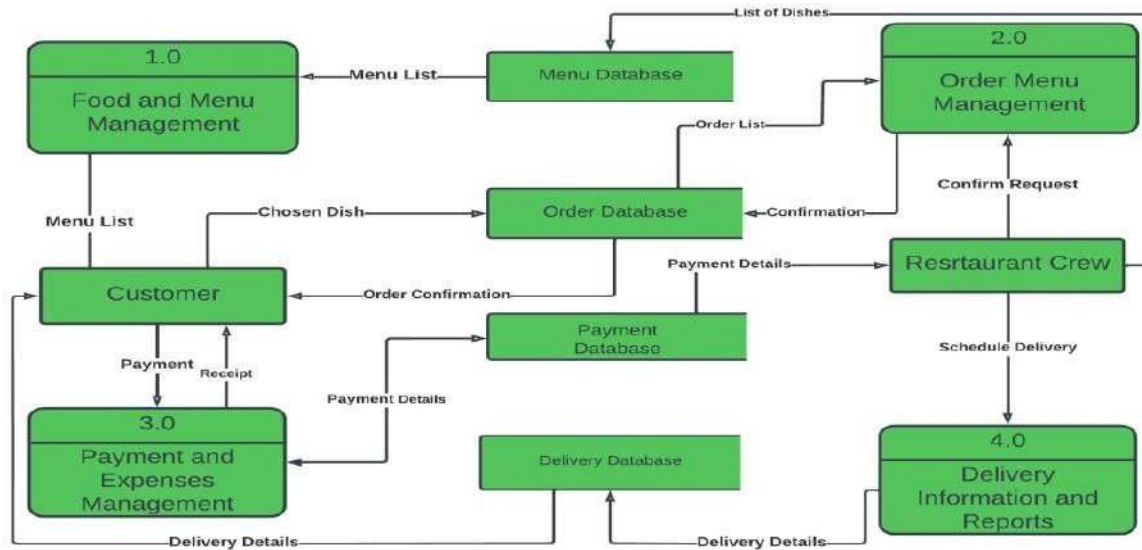 List of Dishes
1.0
Food and Menu
Management
Menu List
Menu Database
2.0
Order Menu
Management
Order List
Menu List
Chosen Dish
Order Database
Confirmation
Confirm Request
Customer
Order Confirmation
Payment Details
Resrtaurant Crew
Payment
Receipt
Payment
Database
Schedule Delivery
Payment Details
3.0
Payment and
Expenses
Management
Delivery Database
4.0
Delivery
Information and
Reports
Delivery Details
Delivery Details